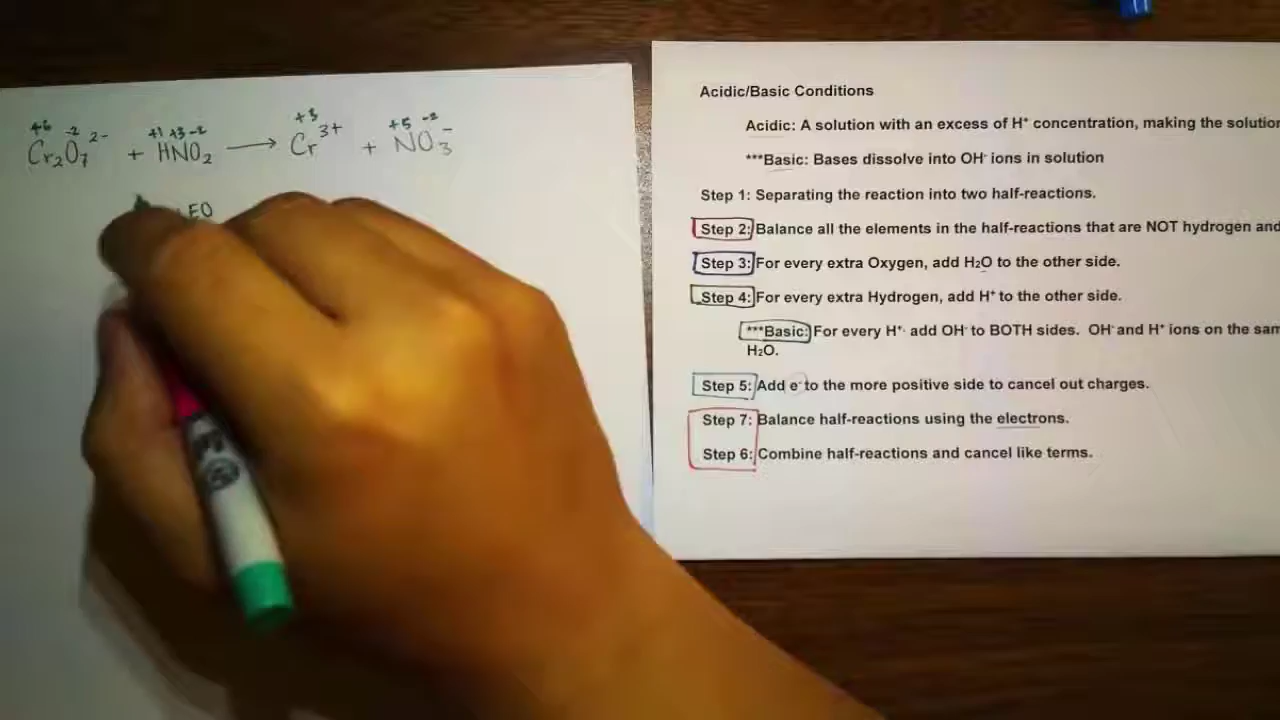 +6 -2 2- +1 +3 -2 +3 +5 -2
Cr₂O₇²⁻ + HNO₂ → Cr³⁺ + NO₃⁻
LEO
Acidic/Basic Conditions
Acidic: A solution with an excess of H⁺ concentration, making the solution
***Basic: Bases dissolve into OH⁻ ions in solution
Step 1: Separating the reaction into two half-reactions.
Step 2: Balance all the elements in the half-reactions that are NOT hydrogen and
Step 3: For every extra Oxygen, add H₂O to the other side.
Step 4: For every extra Hydrogen, add H⁺ to the other side.
***Basic: For every H⁺ add OH⁻ to BOTH sides. OH⁻ and H⁺ ions on the
H₂O.
Step 5: Add e⁻ to the more positive side to cancel out charges.
Step 7: Balance half-reactions using the electrons.
Step 6: Combine half-reactions and cancel like terms.